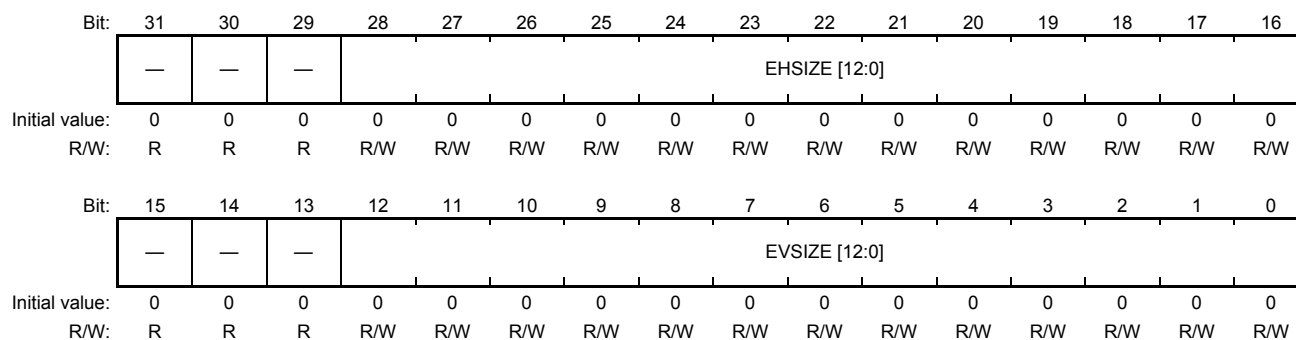 Bit: 31 30 29 28 27 26 25 24 23 22 21 20 19 18 17 16
— — — EHSIZE [12:0]
Initial value: 0 0 0 0 0 0 0 0 0 0 0 0 0 0 0 0
R/W: R R R R/W R/W R/W R/W R/W R/W R/W R/W R/W R/W R/W R/W R/W
Bit: 15 14 13 12 11 10 9 8 7 6 5 4 3 2 1 0
— — — EVSIZE [12:0]
Initial value: 0 0 0 0 0 0 0 0 0 0 0 0 0 0 0 0
R/W: R R R R/W R/W R/W R/W R/W R/W R/W R/W R/W R/W R/W R/W R/W